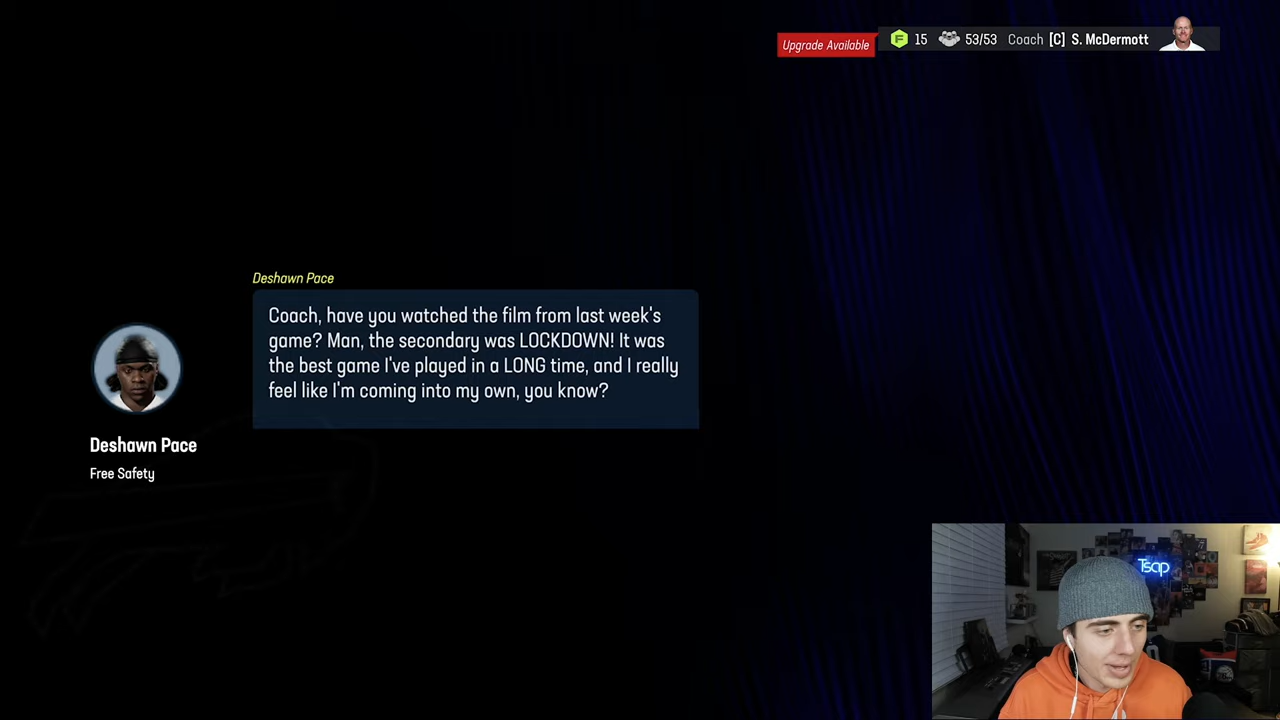 Upgrade Available
15
53/53
Coach [C] S. McDermott
Deshawn Pace
Coach, have you watched the film from last week's
game? Man, the secondary was LOCKDOWN! It was
the best game I've played in a LONG time, and I really
feel like I'm coming into my own, you know?
Deshawn Pace
Free Safety
Tsap